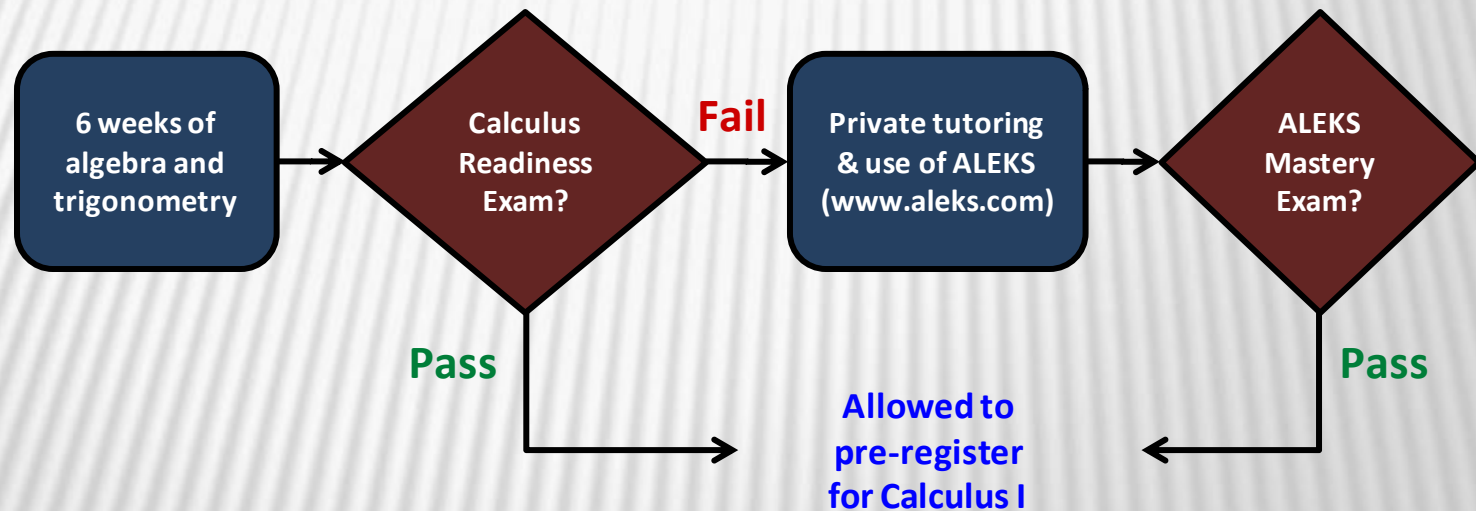 6 weeks of
algebra and
trigonometry
Calculus
Readiness
Exam?
Fail
Private tutoring
& use of ALEKS
(www.aleks.com)
ALEKS
Mastery
Exam?
Pass
Pass
Allowed to
pre-register
for Calculus I